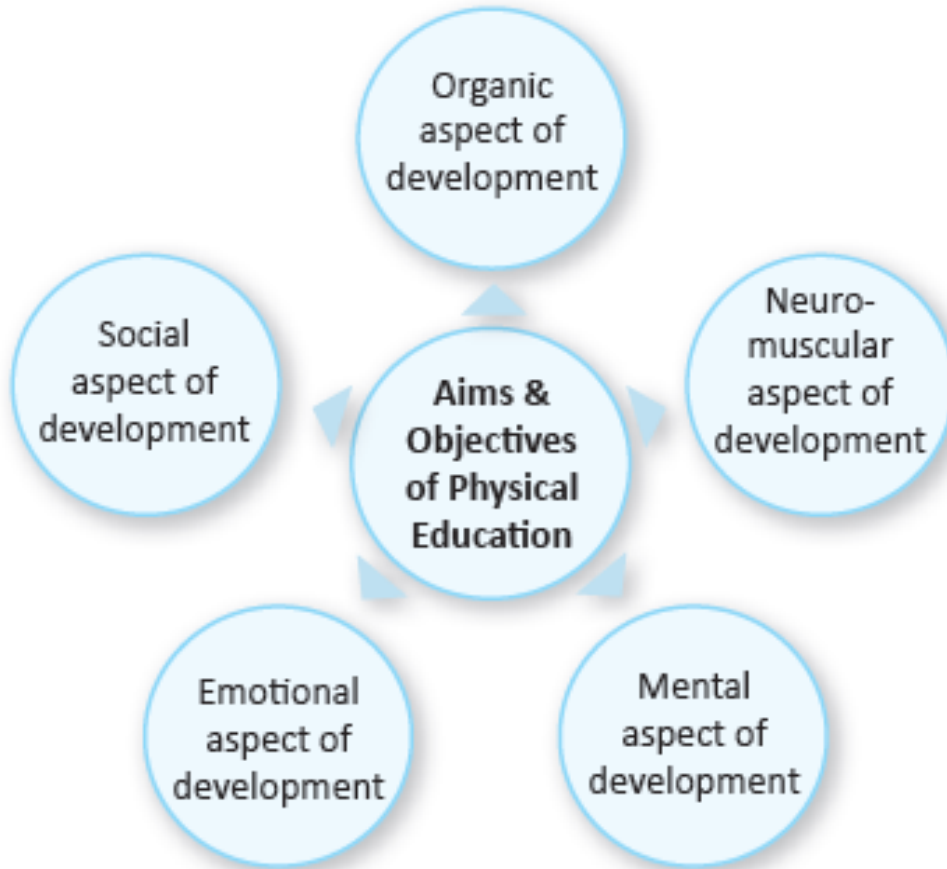 Organic
aspect of
development
Neuro-
muscular
aspect of
development
Mental
aspect of
development
Emotional
aspect of
development
Social
aspect of
development
Aims &
Objectives
of Physical
Education